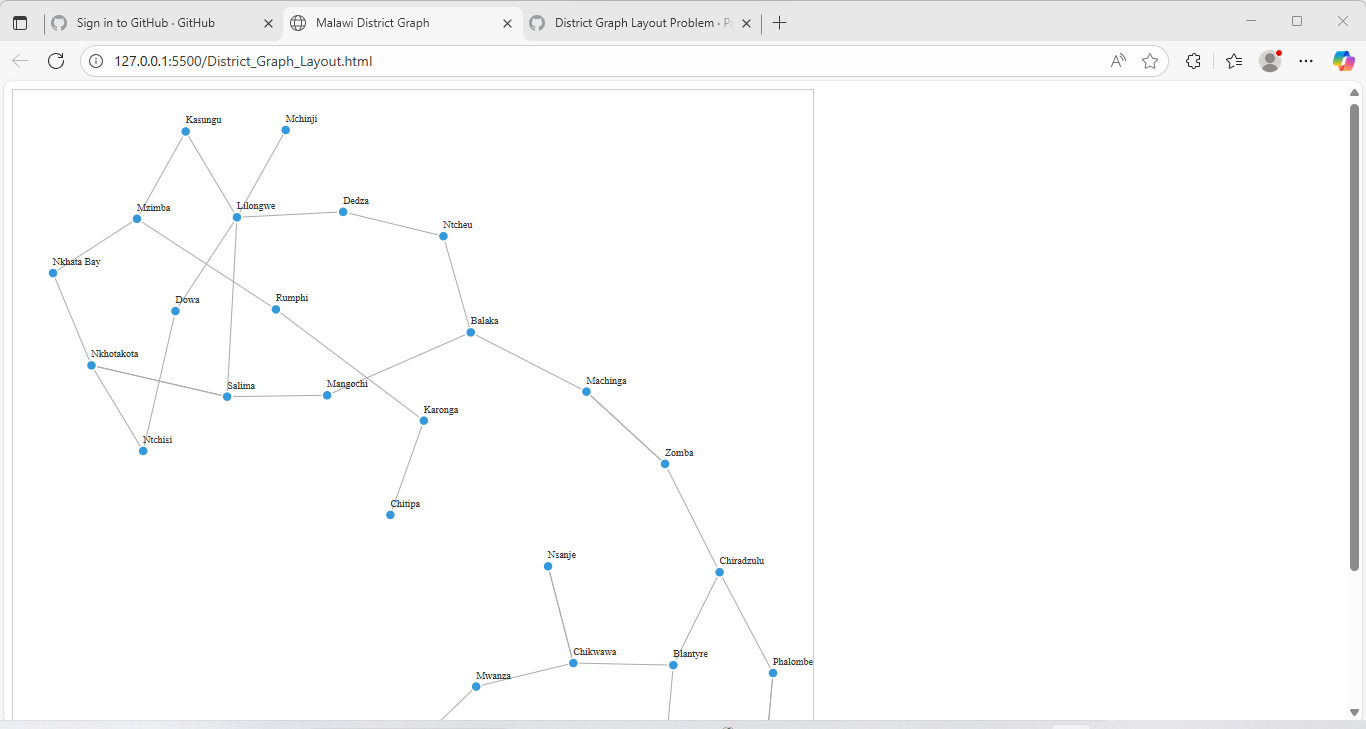 Sign in to GitHub · GitHub
Malawi District Graph
District Graph Layout Problem · Pa
127.0.0.1:5500/District_Graph_Layout.html
Kasungu
Mchinji
Mzimba
Lilongwe
Dedza
Ntcheu
Nkhata Bay
Dowa
Rumphi
Balaka
Nkhotakota
Salima
Mangochi
Machinga
Karonga
Ntchisi
Zomba
Chitipa
Nsanje
Chiradzulu
Chikwawa
Blantyre
Phalombe
Mwanza